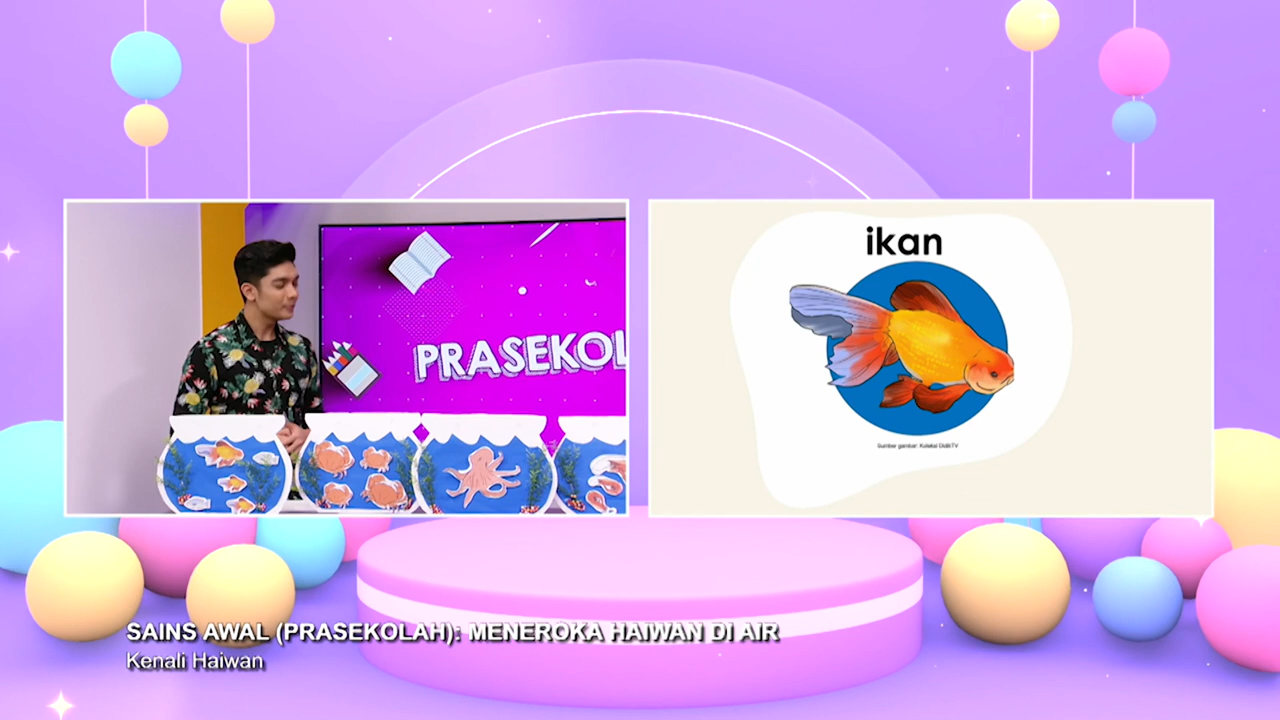 PRASEKOL
ikan
Sumber gambar: Koleksi DidikTV
SAINS AWAL (PRASEKOLAH): MENEROKA HAIWAN DI AIR
Kenali Haiwan